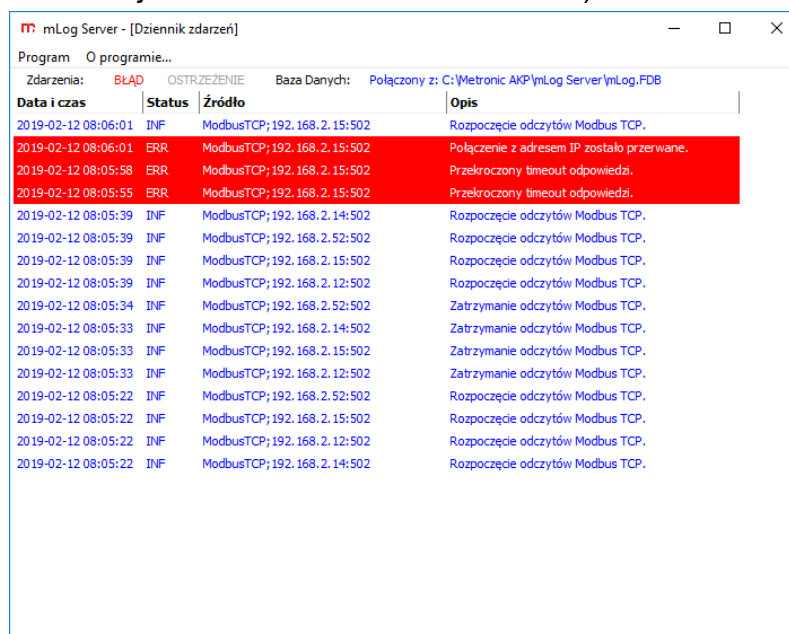 mLog Server - [Dziennik zdarzeń]
Program O programie...
Zdarzenia: BŁĄD OSTRZEŻENIE Baza Danych: Połączony z: C:\Metronic AKP\mLog Server\mLog.FDB
Data i czas Status Źródło Opis
2019-02-12 08:06:01 INF ModbusTCP;192.168.2.15:502 Rozpoczęcie odczytów Modbus TCP.
2019-02-12 08:06:01 ERR ModbusTCP;192.168.2.15:502 Połączenie z adresem IP zostało przerwane.
2019-02-12 08:05:58 ERR ModbusTCP;192.168.2.15:502 Przekroczony timeout odpowiedzi.
2019-02-12 08:05:55 ERR ModbusTCP;192.168.2.15:502 Przekroczony timeout odpowiedzi.
2019-02-12 08:05:39 INF ModbusTCP;192.168.2.14:502 Rozpoczęcie odczytów Modbus TCP.
2019-02-12 08:05:39 INF ModbusTCP;192.168.2.52:502 Rozpoczęcie odczytów Modbus TCP.
2019-02-12 08:05:39 INF ModbusTCP;192.168.2.15:502 Rozpoczęcie odczytów Modbus TCP.
2019-02-12 08:05:39 INF ModbusTCP;192.168.2.12:502 Rozpoczęcie odczytów Modbus TCP.
2019-02-12 08:05:34 INF ModbusTCP;192.168.2.52:502 Zatrzymanie odczytów Modbus TCP.
2019-02-12 08:05:33 INF ModbusTCP;192.168.2.14:502 Zatrzymanie odczytów Modbus TCP.
2019-02-12 08:05:33 INF ModbusTCP;192.168.2.15:502 Zatrzymanie odczytów Modbus TCP.
2019-02-12 08:05:33 INF ModbusTCP;192.168.2.12:502 Zatrzymanie odczytów Modbus TCP.
2019-02-12 08:05:22 INF ModbusTCP;192.168.2.52:502 Rozpoczęcie odczytów Modbus TCP.
2019-02-12 08:05:22 INF ModbusTCP;192.168.2.15:502 Rozpoczęcie odczytów Modbus TCP.
2019-02-12 08:05:22 INF ModbusTCP;192.168.2.12:502 Rozpoczęcie odczytów Modbus TCP.
2019-02-12 08:05:22 INF ModbusTCP;192.168.2.14:502 Rozpoczęcie odczytów Modbus TCP.